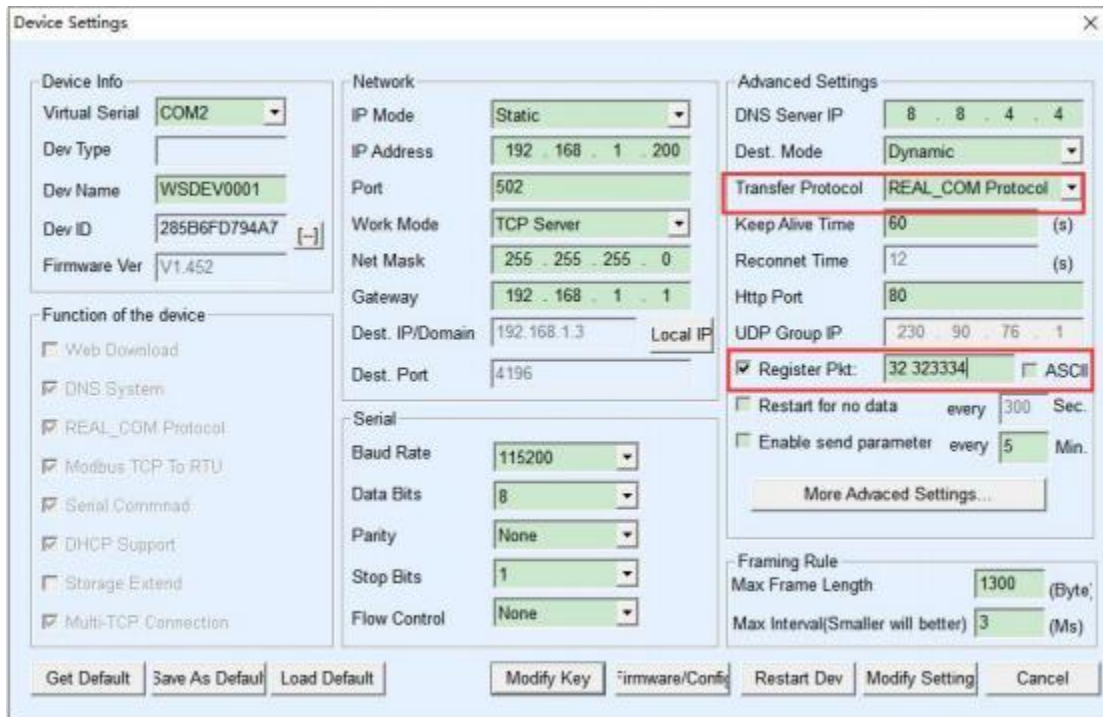 Device Settings
Device Info
Virtual Serial COM2
Dev Type
Dev Name WSDEV0001
Dev ID 285B6FD794A7 [--]
Firmware Ver V1.452
Function of the device
Web Download
DNS System
REAL_COM Protocol
Modbus TCP To RTU
Serial Commnad
DHCP Support
Storage Extend
Multi-TCP Connection
Network
IP Mode Static
IP Address 192 . 168 . 1 . 200
Port 502
Work Mode TCP Server
Net Mask 255 . 255 . 255 . 0
Gateway 192 . 168 . 1 . 1
Dest. IP/Domain 192.168.1.3 Local IP
Dest. Port 4196
Serial
Baud Rate 115200
Data Bits 8
Parity None
Stop Bits 1
Flow Control None
Advanced Settings
DNS Server IP 8 . 8 . 4 . 4
Dest. Mode Dynamic
Transfer Protocol REAL_COM Protocol
Keep Alive Time 60 (s)
Reconnet Time 12 (s)
Http Port 80
UDP Group IP 230 . 90 . 76 . 1
Register Pkt: 32 323334 ASCII
Restart for no data every 300 Sec.
Enable send parameter every 5 Min.
More Advaced Settings...
Framing Rule
Max Frame Length 1300 (Byte)
Max Interval(Smaller will better) 3 (Ms)
Get Default Save As Defaul Load Default Modify Key Firmware/Config Restart Dev Modify Setting Cancel